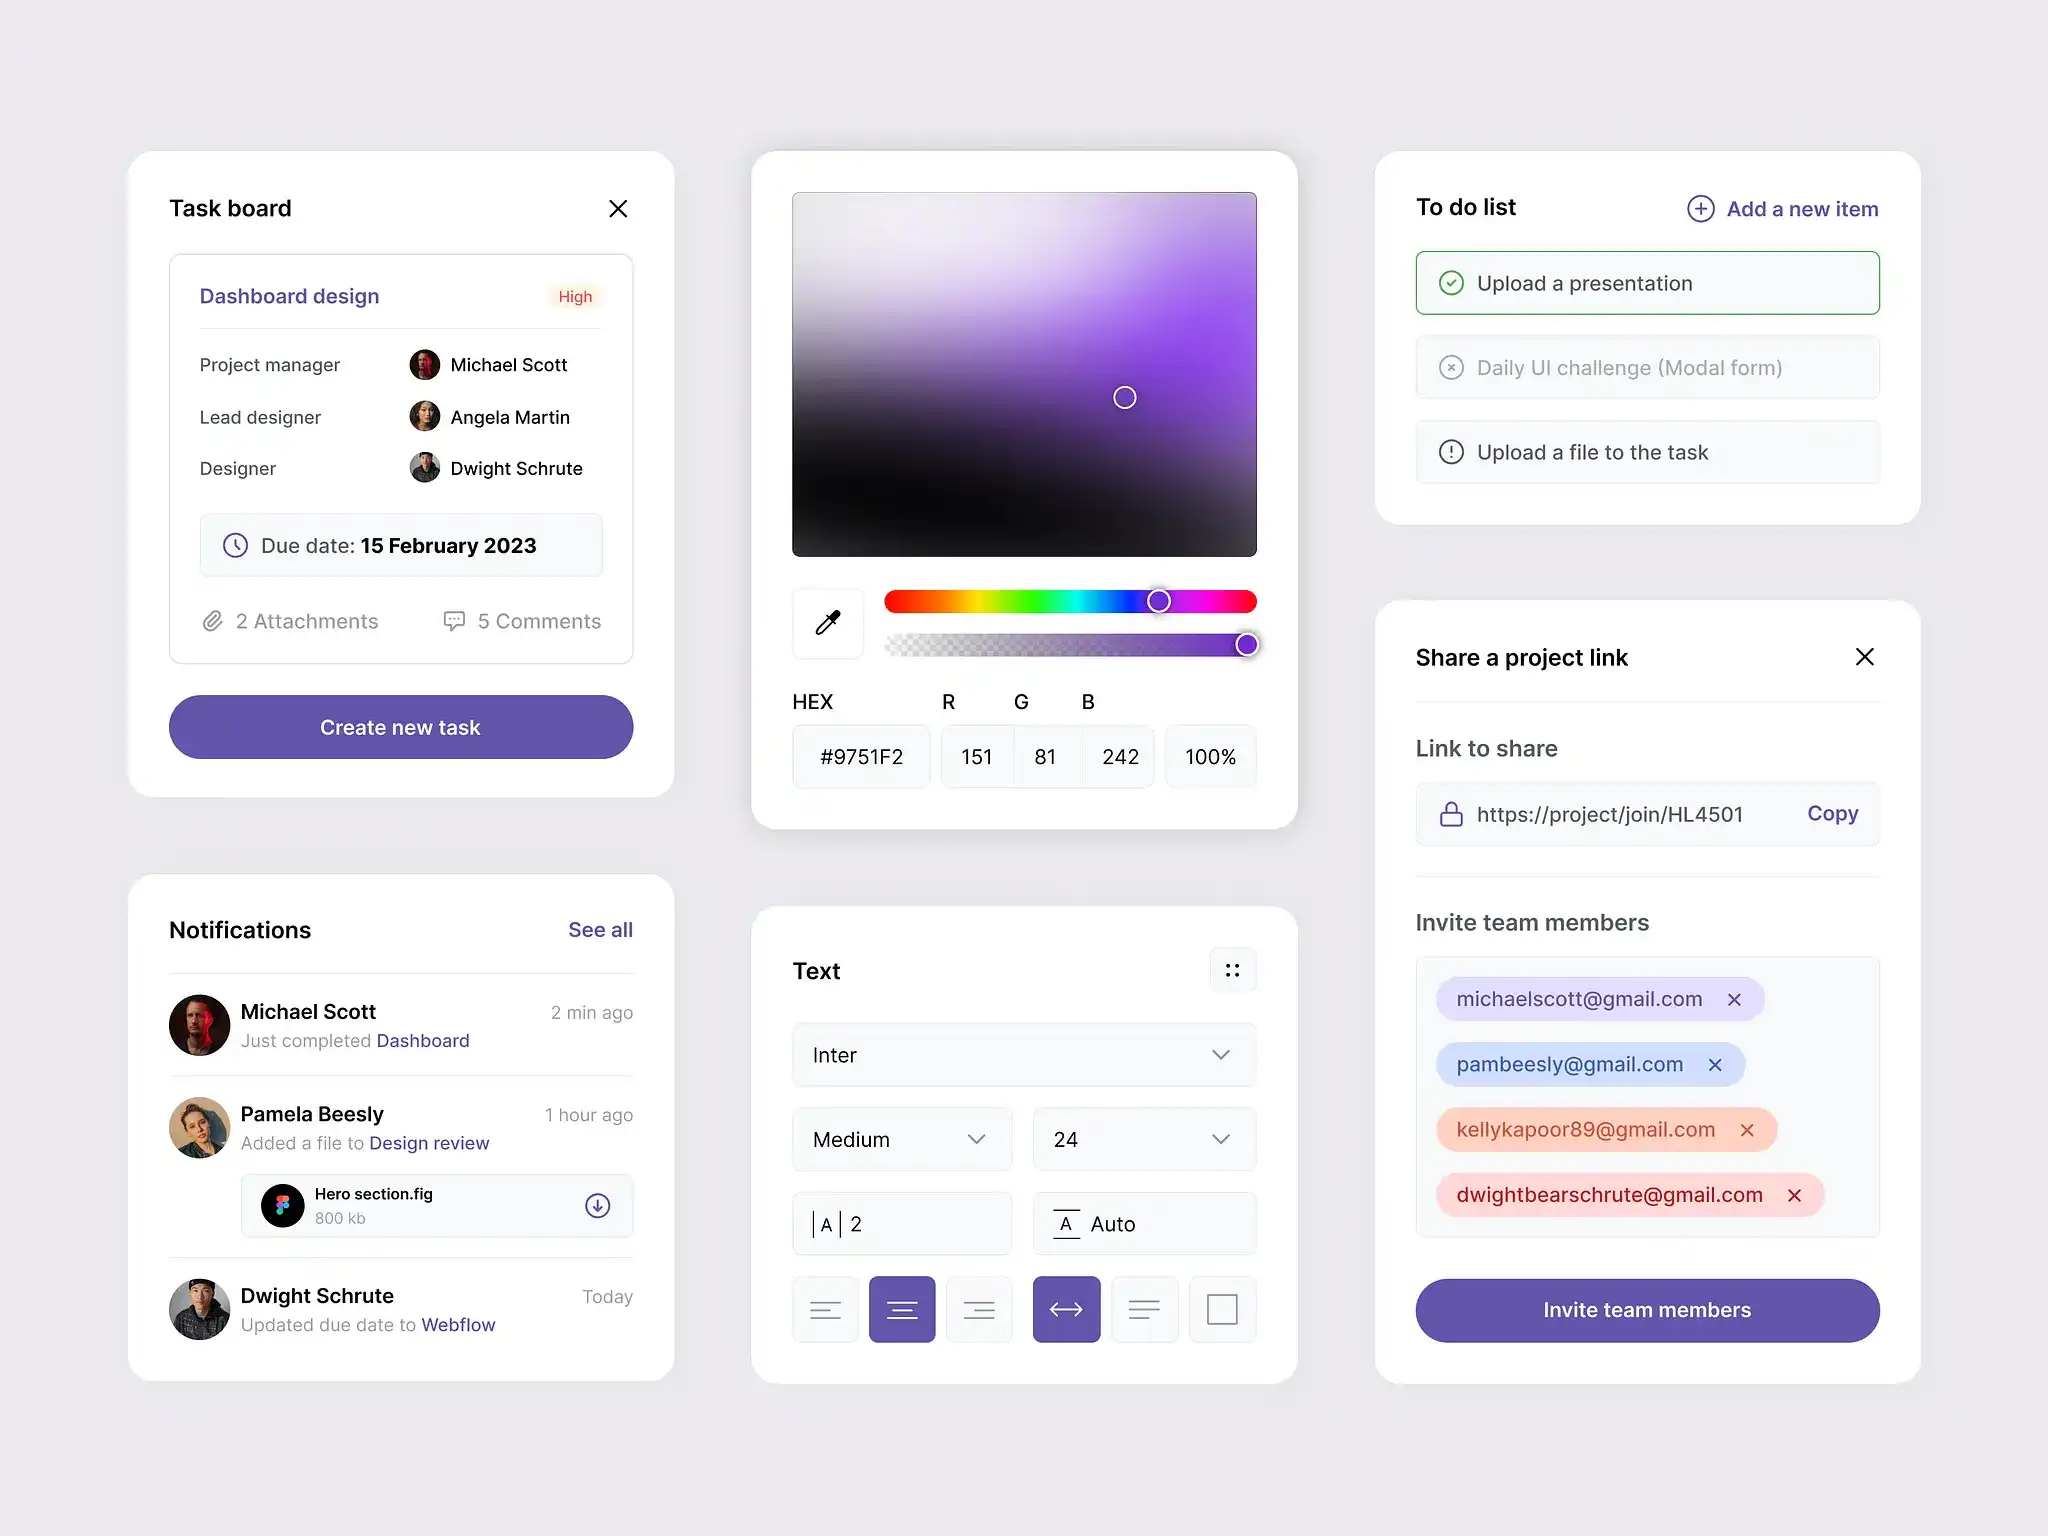 Task board
Dashboard design
High
Project manager
Michael Scott
Lead designer
Angela Martin
Designer
Dwight Schrute
Due date: 15 February 2023
2 Attachments
5 Comments
Create new task
Notifications
See all
Michael Scott
2 min ago
Just completed Dashboard
Pamela Beesly
1 hour ago
Added a file to Design review
Hero section.fig
800 kb
Dwight Schrute
Today
Updated due date to Webflow
HEX
R
G
B
#9751F2
151
81
242
100%
Text
Inter
Medium
24
A
2
A
Auto
To do list
Add a new item
Upload a presentation
Daily UI challenge (Modal form)
Upload a file to the task
Share a project link
Link to share
https://project/join/HL4501
Copy
Invite team members
michaelscott@gmail.com
pambeesly@gmail.com
kellykapoor89@gmail.com
dwightbearschrute@gmail.com
Invite team members